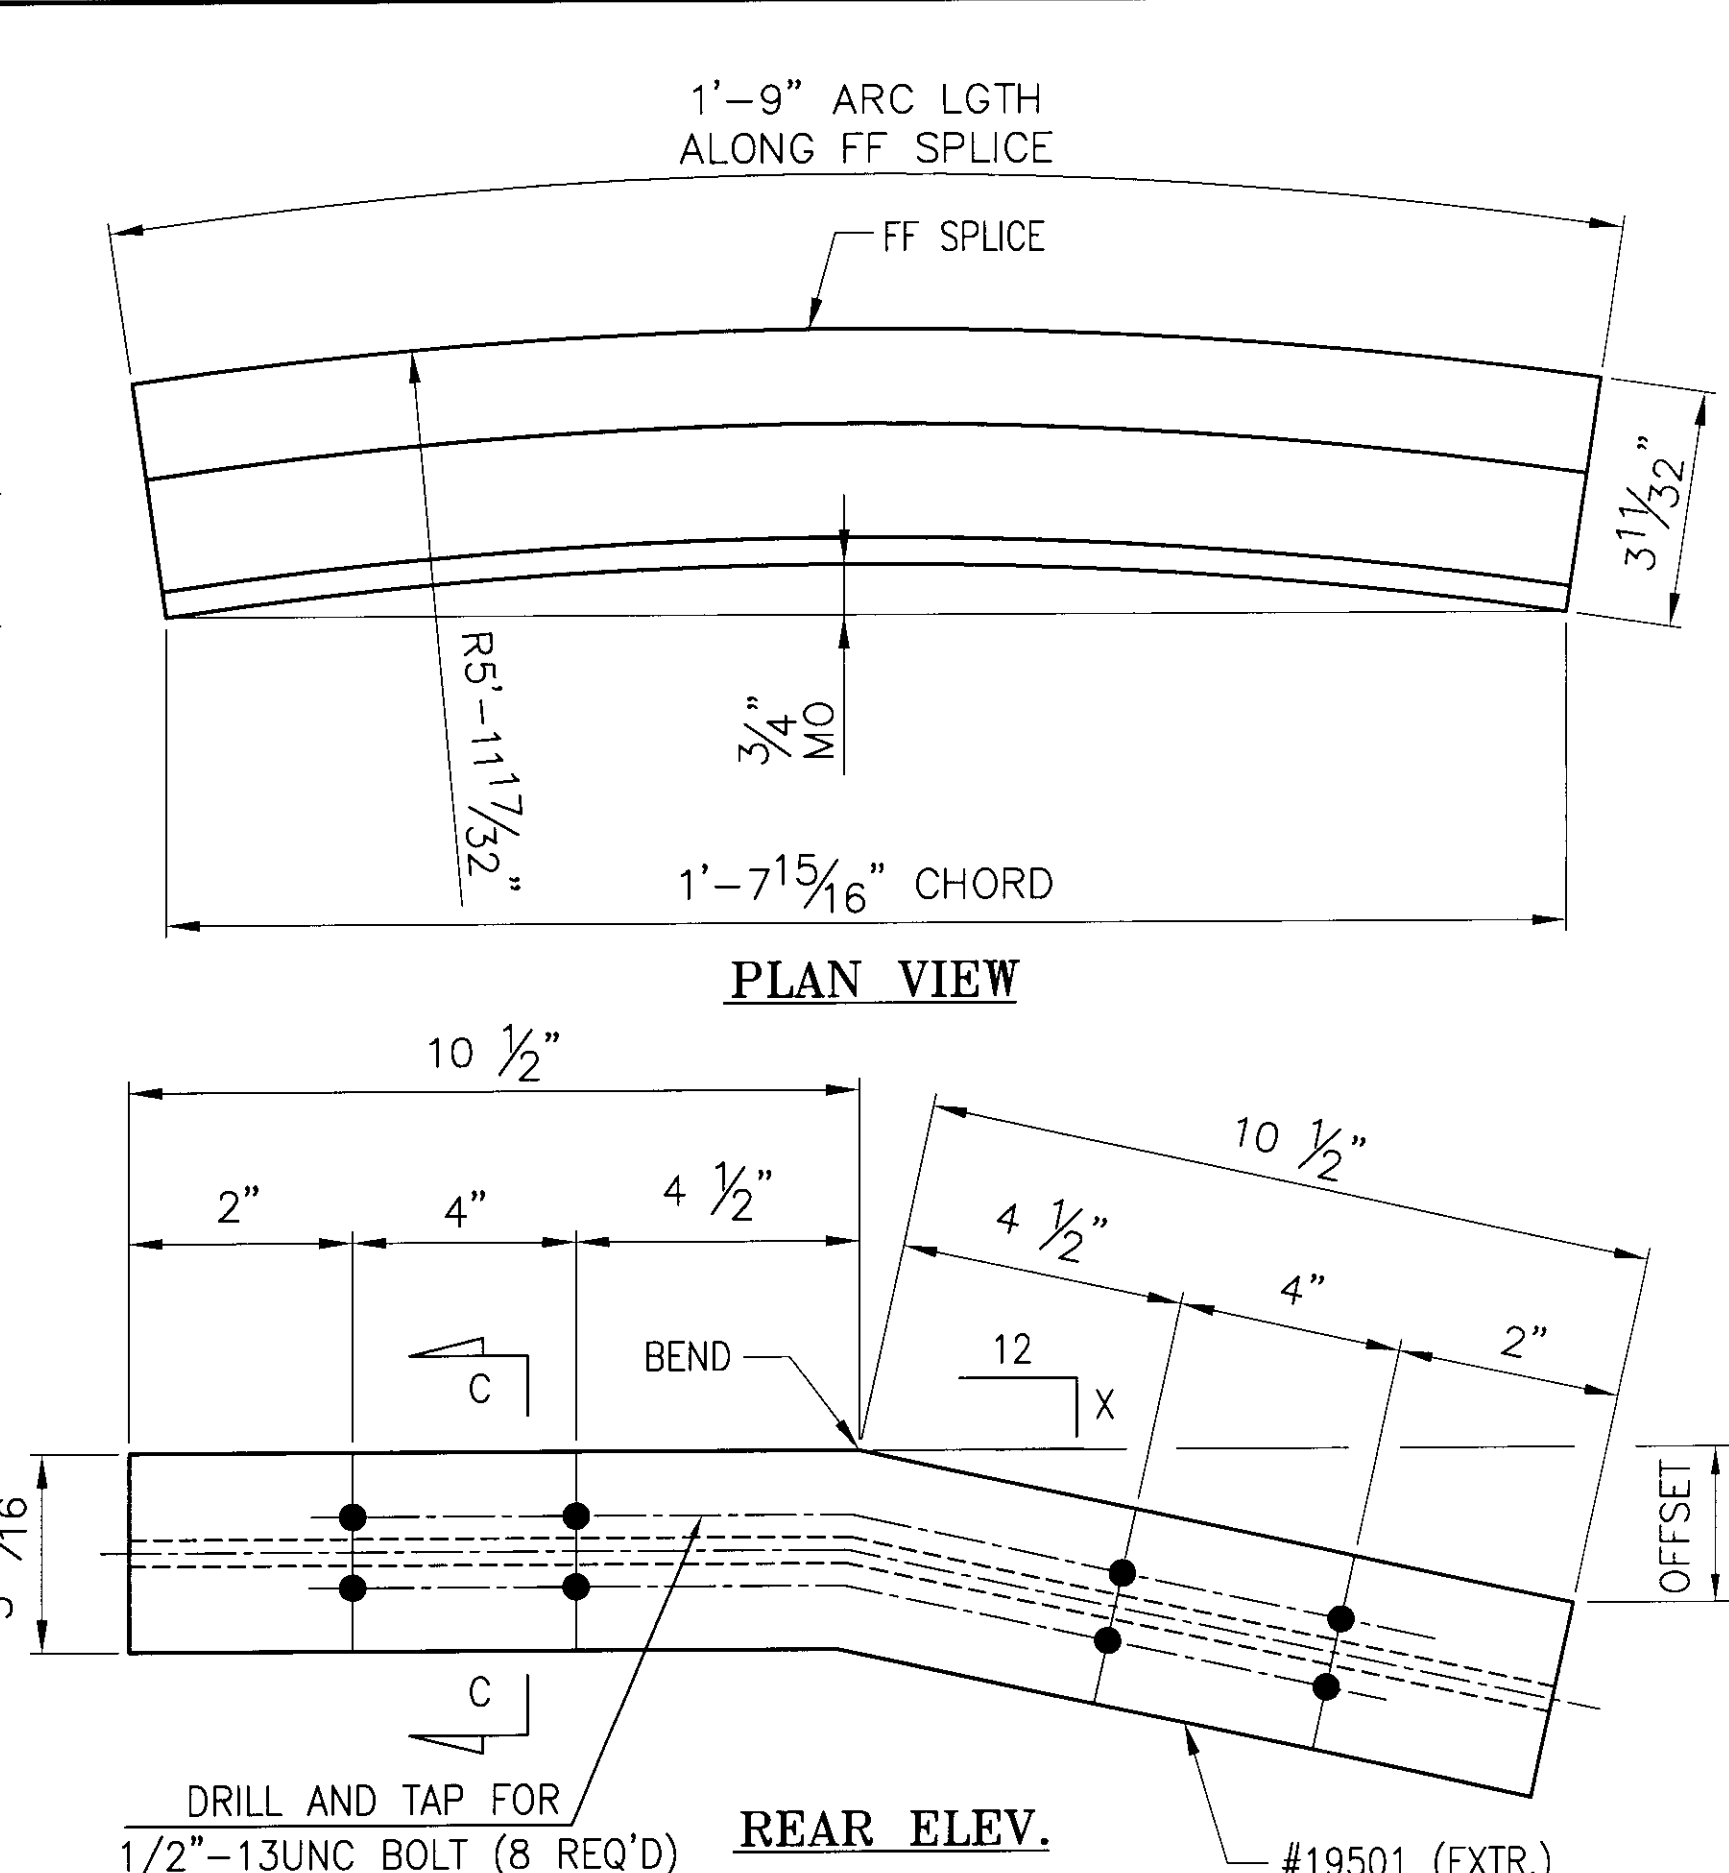 1'-9" ARC LGTH
ALONG FF SPLICE
FF SPLICE
3 11/32"
R5'-11 17/32"
3/4"
MO
1'-7 15/16" CHORD
PLAN VIEW
10 1/2"
10 1/2"
2"
4"
4 1/2"
4 1/2"
4"
2"
C
BEND
12
X
OFFSET
C
DRILL AND TAP FOR
1/2"-13UNC BOLT (8 REQ'D)
REAR ELEV.
#19501 (EXTR.)